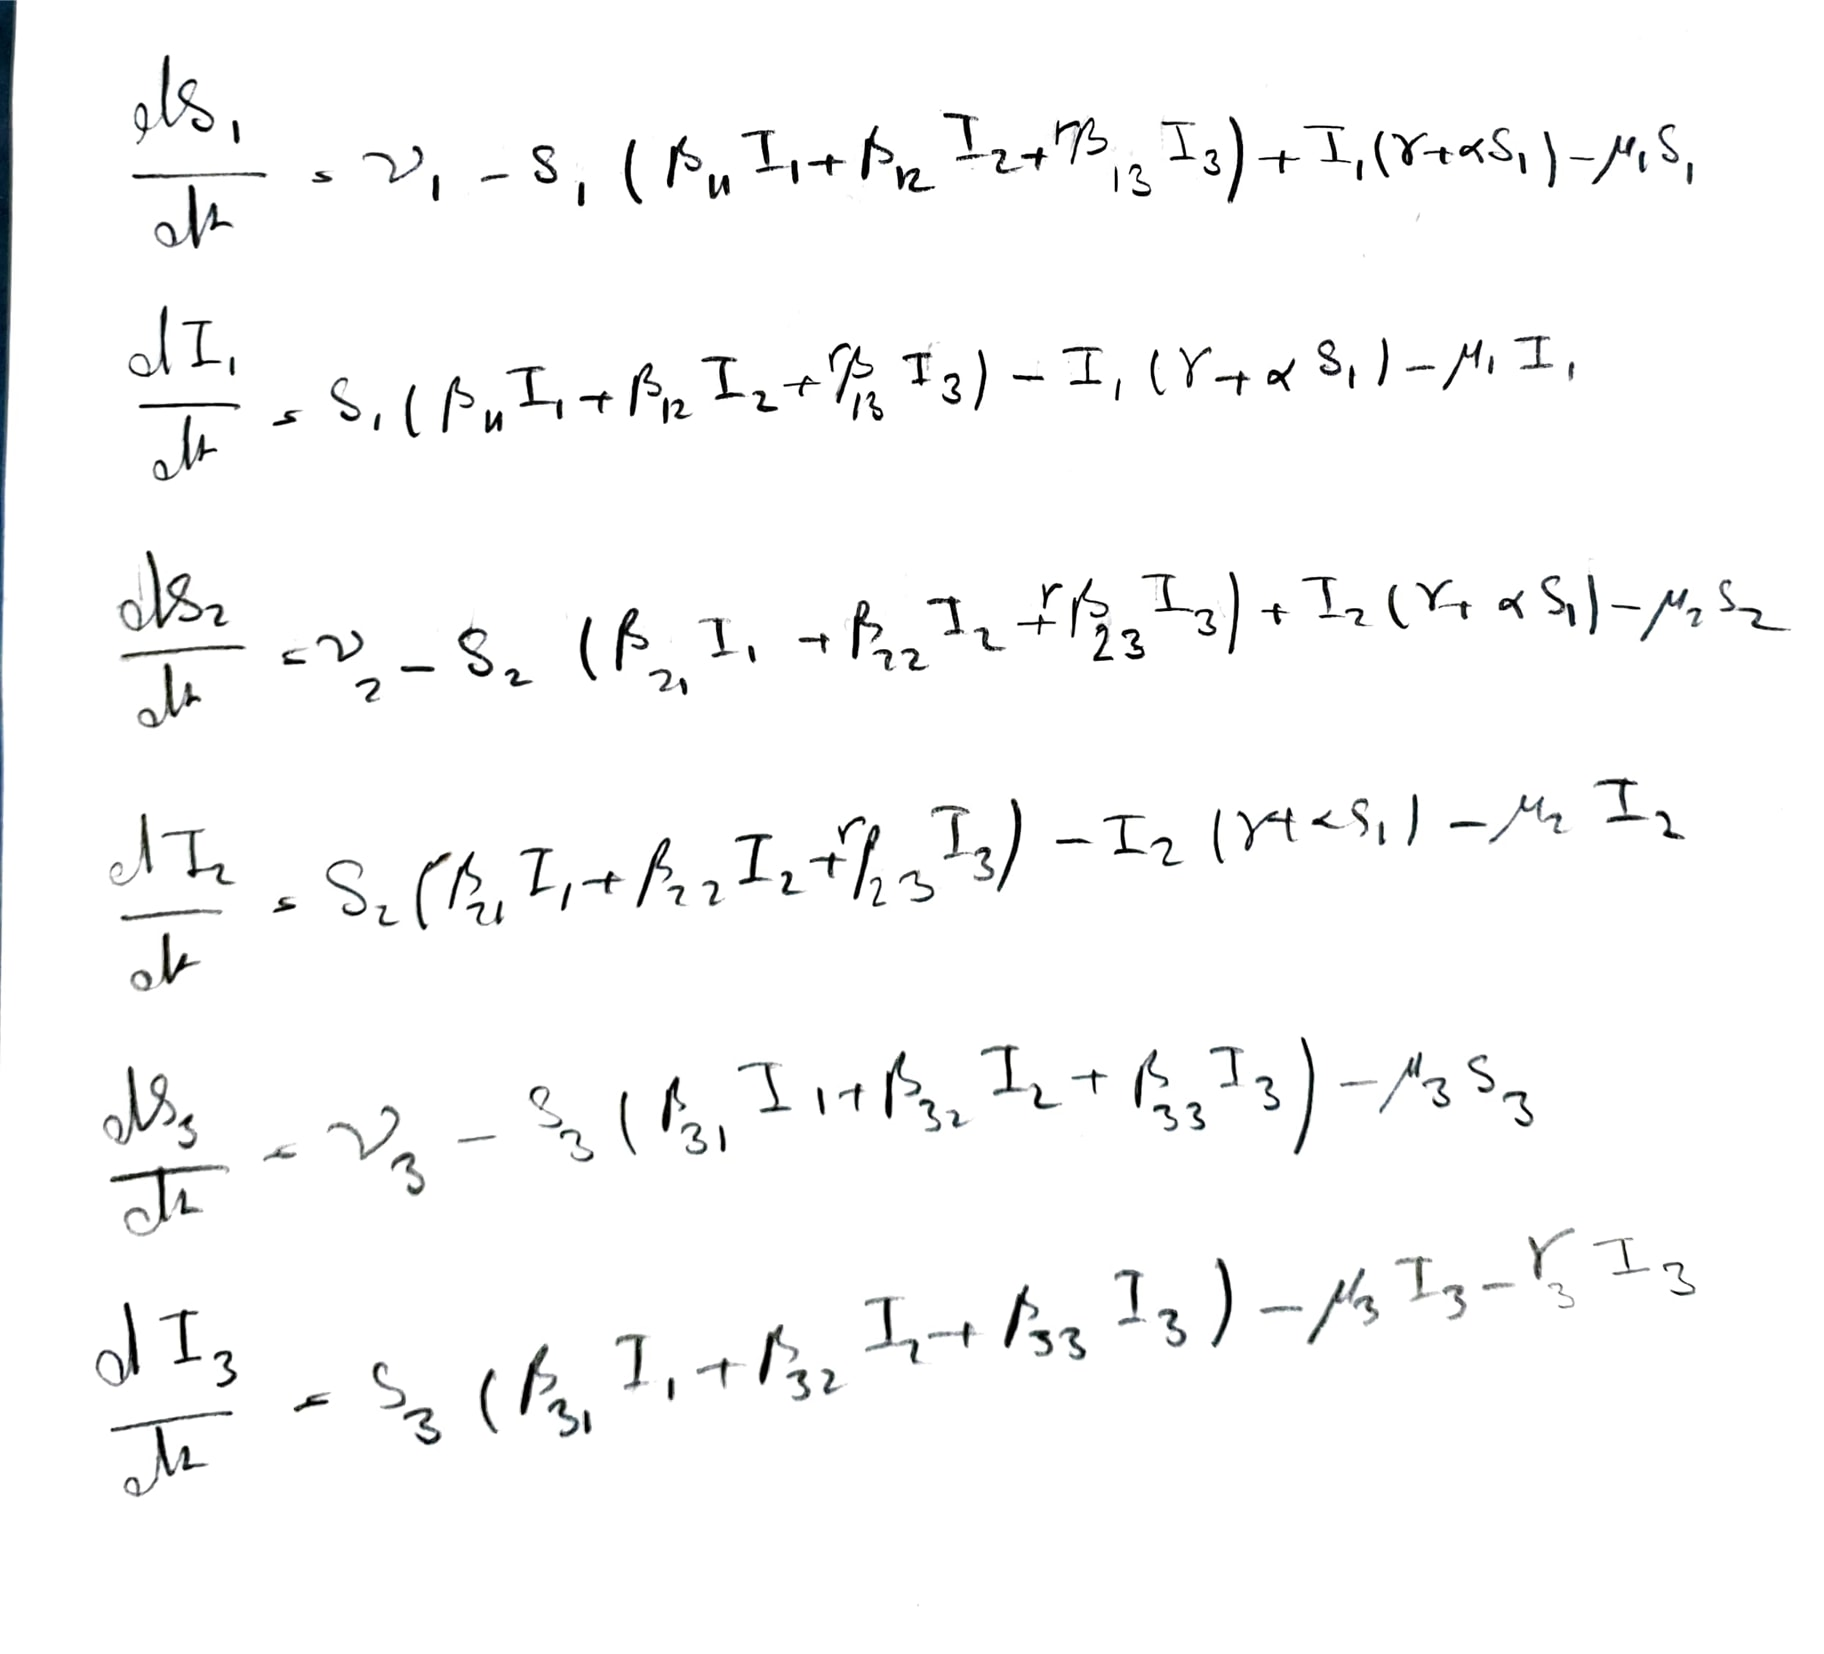 dS₁/dt = ν₁ - S₁ (β₁₁ I₁ + β₁₂ I₂ + rβ₁₃ I₃) + I₁(γ + αS₁) - μ₁S₁
dI₁/dt = S₁ (β₁₁ I₁ + β₁₂ I₂ + rβ₁₃ I₃) - I₁ (γ + α S₁) - μ₁ I₁
dS₂/dt = ν₂ - S₂ (β₂₁ I₁ + β₂₂ I₂ + rβ₂₃ I₃) + I₂ (γ + α S₁) - μ₂ S₂
dI₂/dt = S₂ (β₂₁ I₁ + β₂₂ I₂ + rβ₂₃ I₃) - I₂ (γ + αS₁) - μ₂ I₂
dS₃/dt = ν₃ - S₃ (β₃₁ I₁ + β₃₂ I₂ + β₃₃ I₃) - μ₃ S₃
dI₃/dt = S₃ (β₃₁ I₁ + β₃₂ I₂ + β₃₃ I₃) - μ₃ I₃ - γ₃ I₃